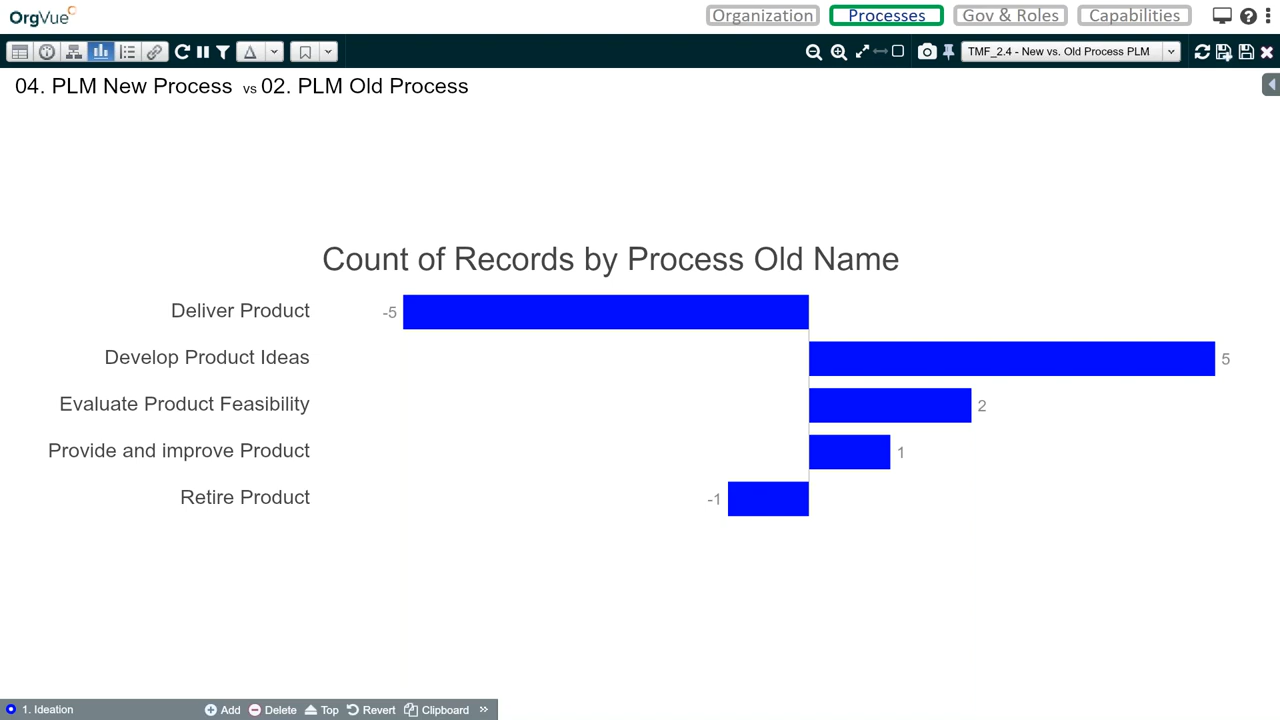 OrgVue
Organization Processes Gov & Roles Capabilities
TMF_2.4 - New vs. Old Process PLM
04. PLM New Process vs 02. PLM Old Process
Count of Records by Process Old Name
Deliver Product -5
Develop Product Ideas 5
Evaluate Product Feasibility 2
Provide and improve Product 1
Retire Product -1
1. Ideation Add Delete Top Revert Clipboard »